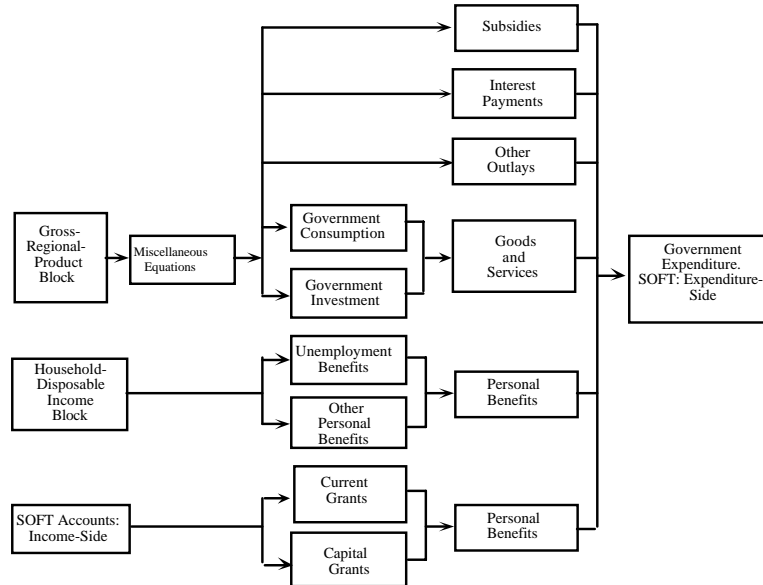 Subsidies
Interest
Payments
Other
Outlays
Gross-
Regional-
Product
Block
Miscellaneous
Equations
Government
Consumption
Government
Investment
Goods
and
Services
Government
Expenditure.
SOFT: Expenditure-
Side
Household-
Disposable
Income
Block
Unemployment
Benefits
Other
Personal
Benefits
Personal
Benefits
SOFT Accounts:
Income-Side
Current
Grants
Capital
Grants
Personal
Benefits